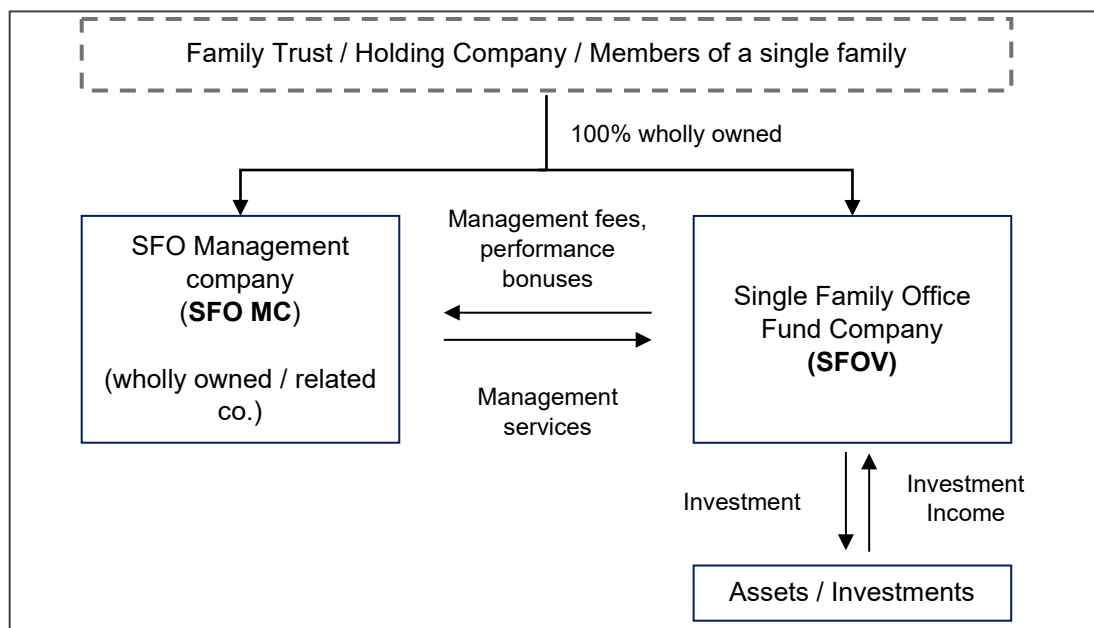 Family Trust / Holding Company / Members of a single family
100% wholly owned
SFO Management
company
(SFO MC)
(wholly owned / related
co.)
Management fees,
performance
bonuses
Management
services
Single Family Office
Fund Company
(SFOV)
Investment
Investment
Income
Assets / Investments